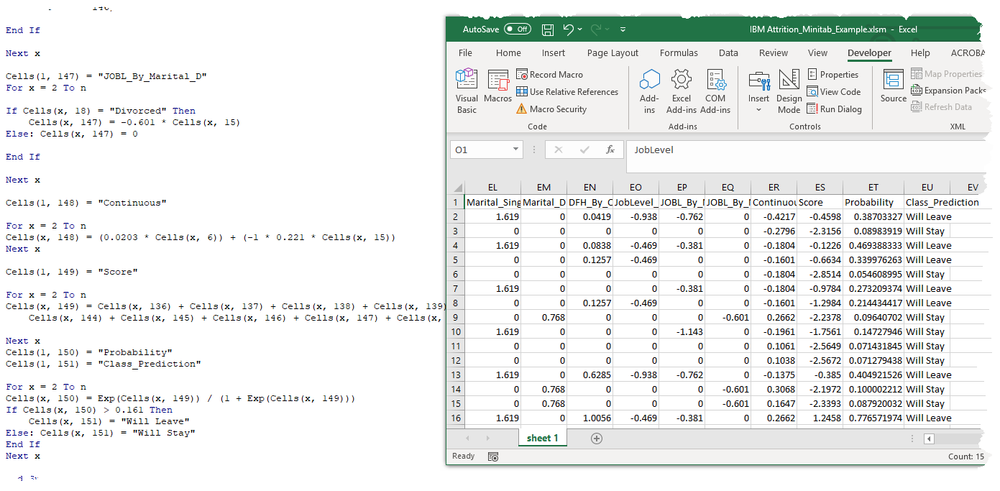 End If
Next x
Cells(1, 147) = "JOBL_By_Marital_D"
For x = 2 To n
If Cells(x, 18) = "Divorced" Then
Cells(x, 147) = -0.601 * Cells(x, 15)
Else: Cells(x, 147) = 0
End If
Next x
Cells(1, 148) = "Continuous"
For x = 2 To n
Cells(x, 148) = (0.0203 * Cells(x, 6)) + (-1 * 0.221 * Cells(x, 15))
Next x
Cells(1, 149) = "Score"
For x = 2 To n
Cells(x, 149) = Cells(x, 136) + Cells(x, 137) + Cells(x, 138) + Cells(x, 139)
Cells(x, 144) + Cells(x, 145) + Cells(x, 146) + Cells(x, 147) + Cells(x,
Next x
Cells(1, 150) = "Probability"
Cells(1, 151) = "Class_Prediction"
For x = 2 To n
Cells(x, 150) = Exp(Cells(x, 149)) / (1 + Exp(Cells(x, 149)))
If Cells(x, 150) > 0.161 Then
Cells(x, 151) = "Will Leave"
Else: Cells(x, 151) = "Will Stay"
End If
Next x
AutoSave Off IBM Attrition_Minitab_Example.xlsm - Excel
File Home Insert Page Layout Formulas Data Review View Developer Help ACROBA
Visual Basic
Macros
Record Macro
Use Relative References
Macro Security
Code
Add-ins
Excel Add-ins
COM Add-ins
Add-ins
Insert
Design Mode
Properties
View Code
Run Dialog
Controls
Source
Map Properties
Expansion Packs
Refresh Data
XML
O1 fx JobLevel
EL EM EN EO EP EQ ER ES ET EU EV
1 Marital_Sing Marital_D DFH_By_C JobLevel_ JOBL_By_I JOBL_By_I Continuou Score Probability Class_Prediction
2 1.619 0 0.0419 -0.938 -0.762 0 -0.4217 -0.4598 0.38703327 Will Leave
3 0 0 0 0 0 0 -0.2796 -2.3156 0.08983919 Will Stay
4 1.619 0 0.0838 -0.469 -0.381 0 -0.1804 -0.1226 0.469388333 Will Leave
5 0 0 0.1257 -0.469 0 0 -0.1601 -0.6634 0.339976263 Will Leave
6 0 0 0 0 0 0 -0.1804 -2.8514 0.054608995 Will Stay
7 1.619 0 0 0 -0.381 0 -0.1804 -0.9784 0.273209374 Will Leave
8 0 0 0.1257 -0.469 0 0 -0.1601 -1.2984 0.214434417 Will Leave
9 0 0.768 0 0 0 -0.601 0.2662 -2.2378 0.09640702 Will Stay
10 1.619 0 0 0 -1.143 0 -0.1961 -1.7561 0.14727946 Will Stay
11 0 0 0 0 0 0 0.1061 -2.5649 0.071431845 Will Stay
12 0 0 0 0 0 0 0.1038 -2.5672 0.071279438 Will Stay
13 1.619 0 0.6285 -0.938 -0.762 0 -0.1375 -0.385 0.404921526 Will Leave
14 0 0.768 0 0 0 -0.601 0.3068 -2.1972 0.100002212 Will Stay
15 0 0.768 0 0 0 -0.601 0.1647 -2.3393 0.087920032 Will Stay
16 1.619 0 1.0056 -0.469 -0.381 0 0.2662 1.2458 0.776571974 Will Leave
sheet 1
Ready Count: 15